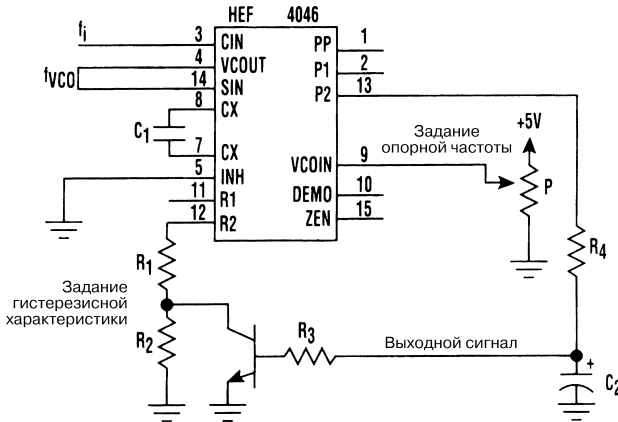 HEF 4046
fi
3 CIN
PP 1
4 VCOUT
P1 2
fVCO
14 SIN
P2 13
8 CX
C1
7 CX
Задание
опорной частоты
+5V
5 INH
VCOIN 9
P
11 R1
DEMO 10
12 R2
ZEN 15
R4
R1
Задание
гистерезисной
характеристики
R2
R3
Выходной сигнал
+
C2